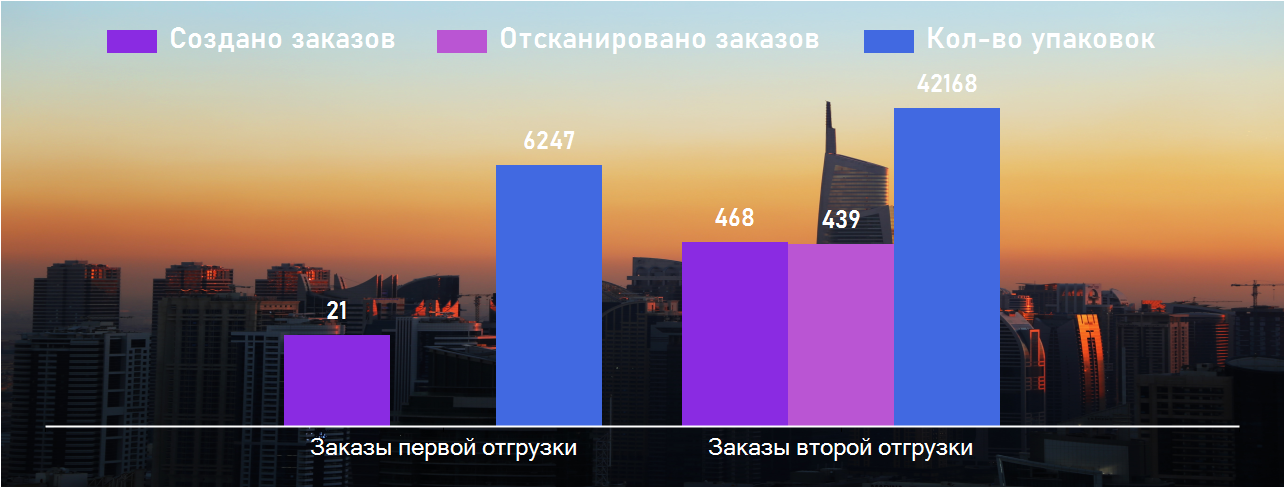 Создано заказов Отсканировано заказов Кол-во упаковок
42168
6247
468 439
21
Заказы первой отгрузки Заказы второй отгрузки